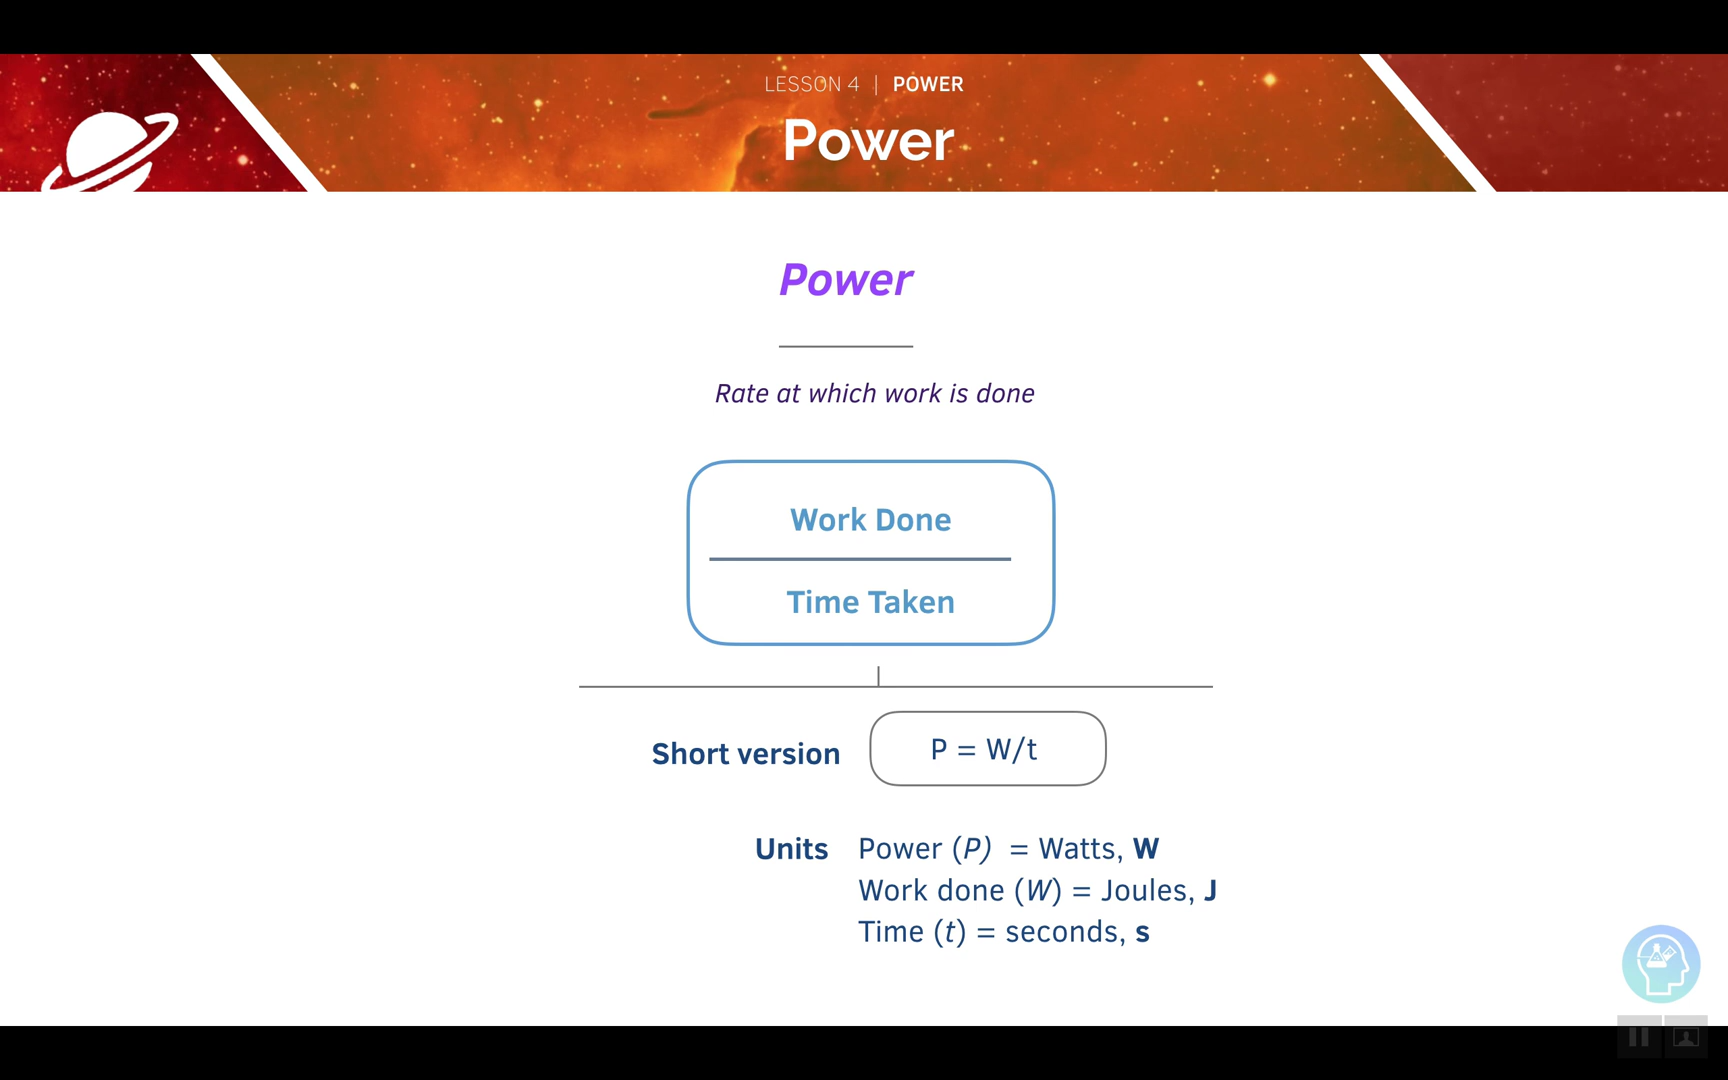 LESSON 4 | POWER
Power
Power
Rate at which work is done
Work Done
Time Taken
Short version
P = W/t
Units
Power (P) = Watts, W
Work done (W) = Joules, J
Time (t) = seconds, s